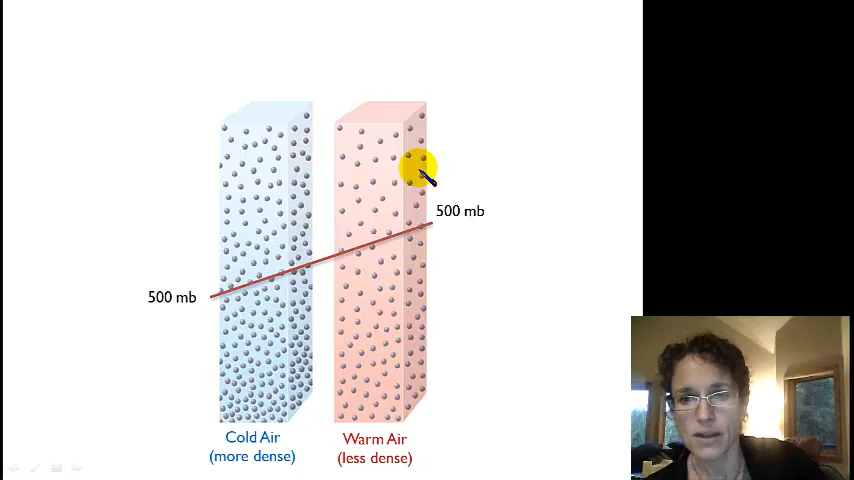 500 mb
500 mb
Cold Air
(more dense)
Warm Air
(less dense)